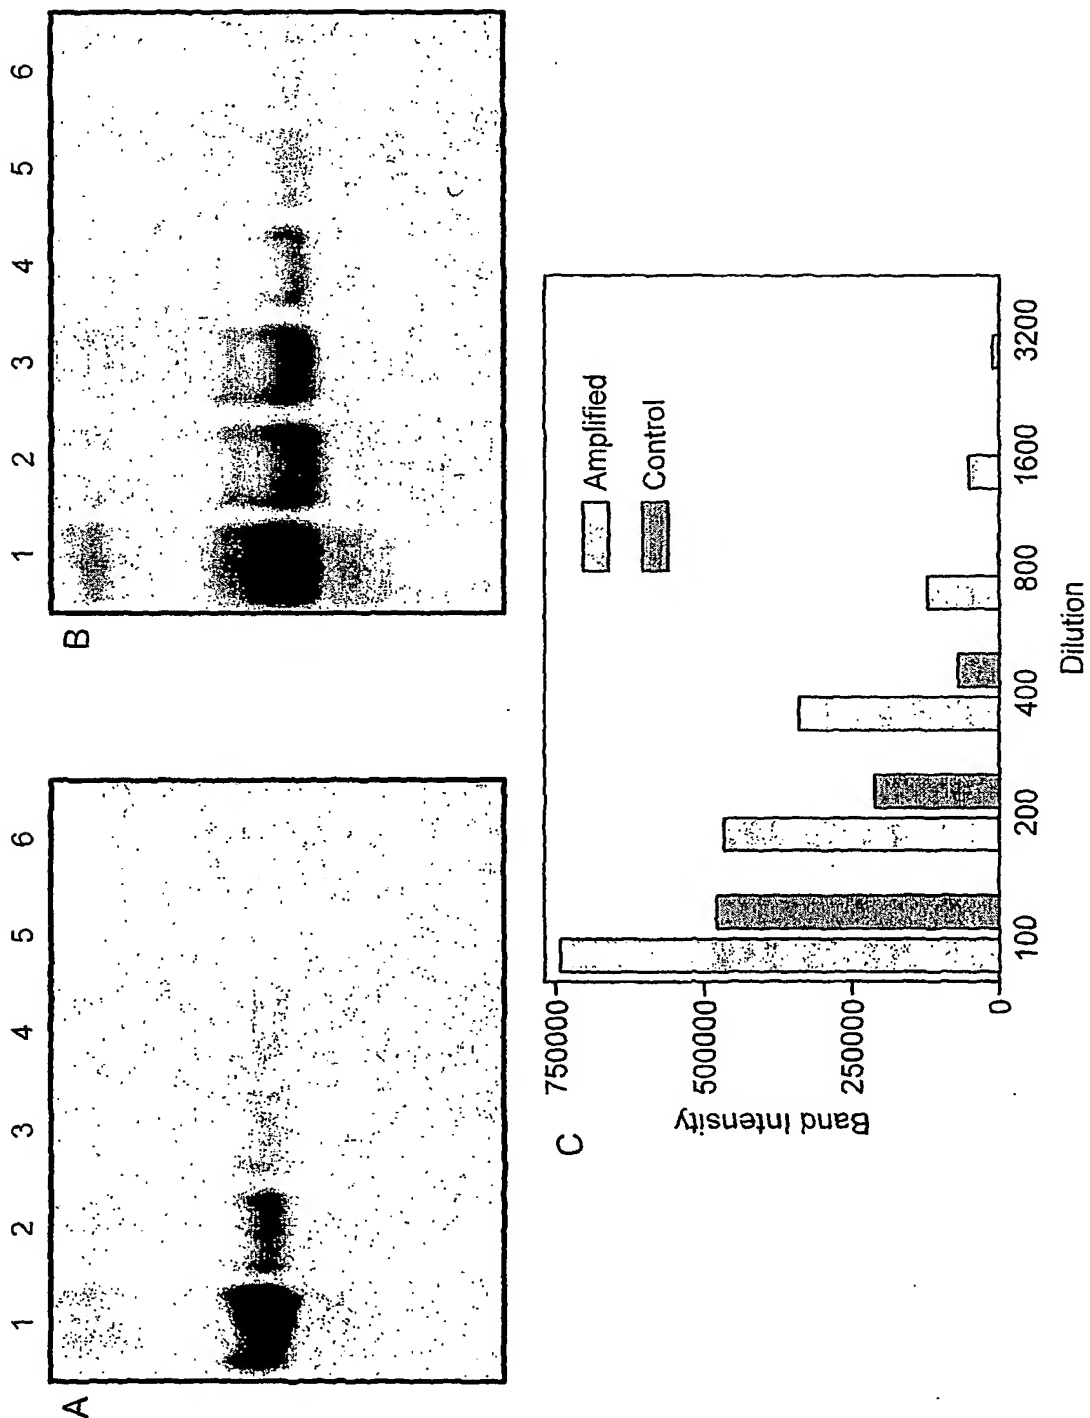 A
1 2 3 4 5 6
B
1 2 3 4 5 6
C
Band Intensity
750000
500000
250000
0
Amplified
Control
100 200 400 800 1600 3200
Dilution